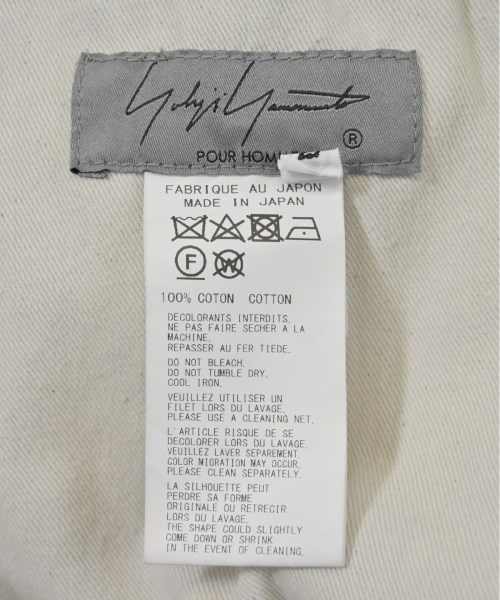 Yohji Yamamoto
®
POUR HOMME
FABRIQUE AU JAPON
MADE IN JAPAN
F W
100% COTON COTTON
DECOLORANTS INTERDITS.
NE PAS FAIRE SECHER A LA
MACHINE.
REPASSER AU FER TIEDE.
DO NOT BLEACH.
DO NOT TUMBLE DRY.
COOL IRON.
VEUILLEZ UTILISER UN
FILET LORS DU LAVAGE.
PLEASE USE A CLEANING NET.
L'ARTICLE RISQUE DE SE
DECOLORER LORS DU LAVAGE.
VEUILLEZ LAVER SEPAREMENT.
COLOR MIGRATION MAY OCCUR,
PLEASE CLEAN SEPARATELY.
LA SILHOUETTE PEUT
PERDRE SA FORME
ORIGINALE OU RETRECIR
LORS DU LAVAGE.
THE SHAPE COULD SLIGHTLY
COME DOWN OR SHRINK
IN THE EVENT OF CLEANING.